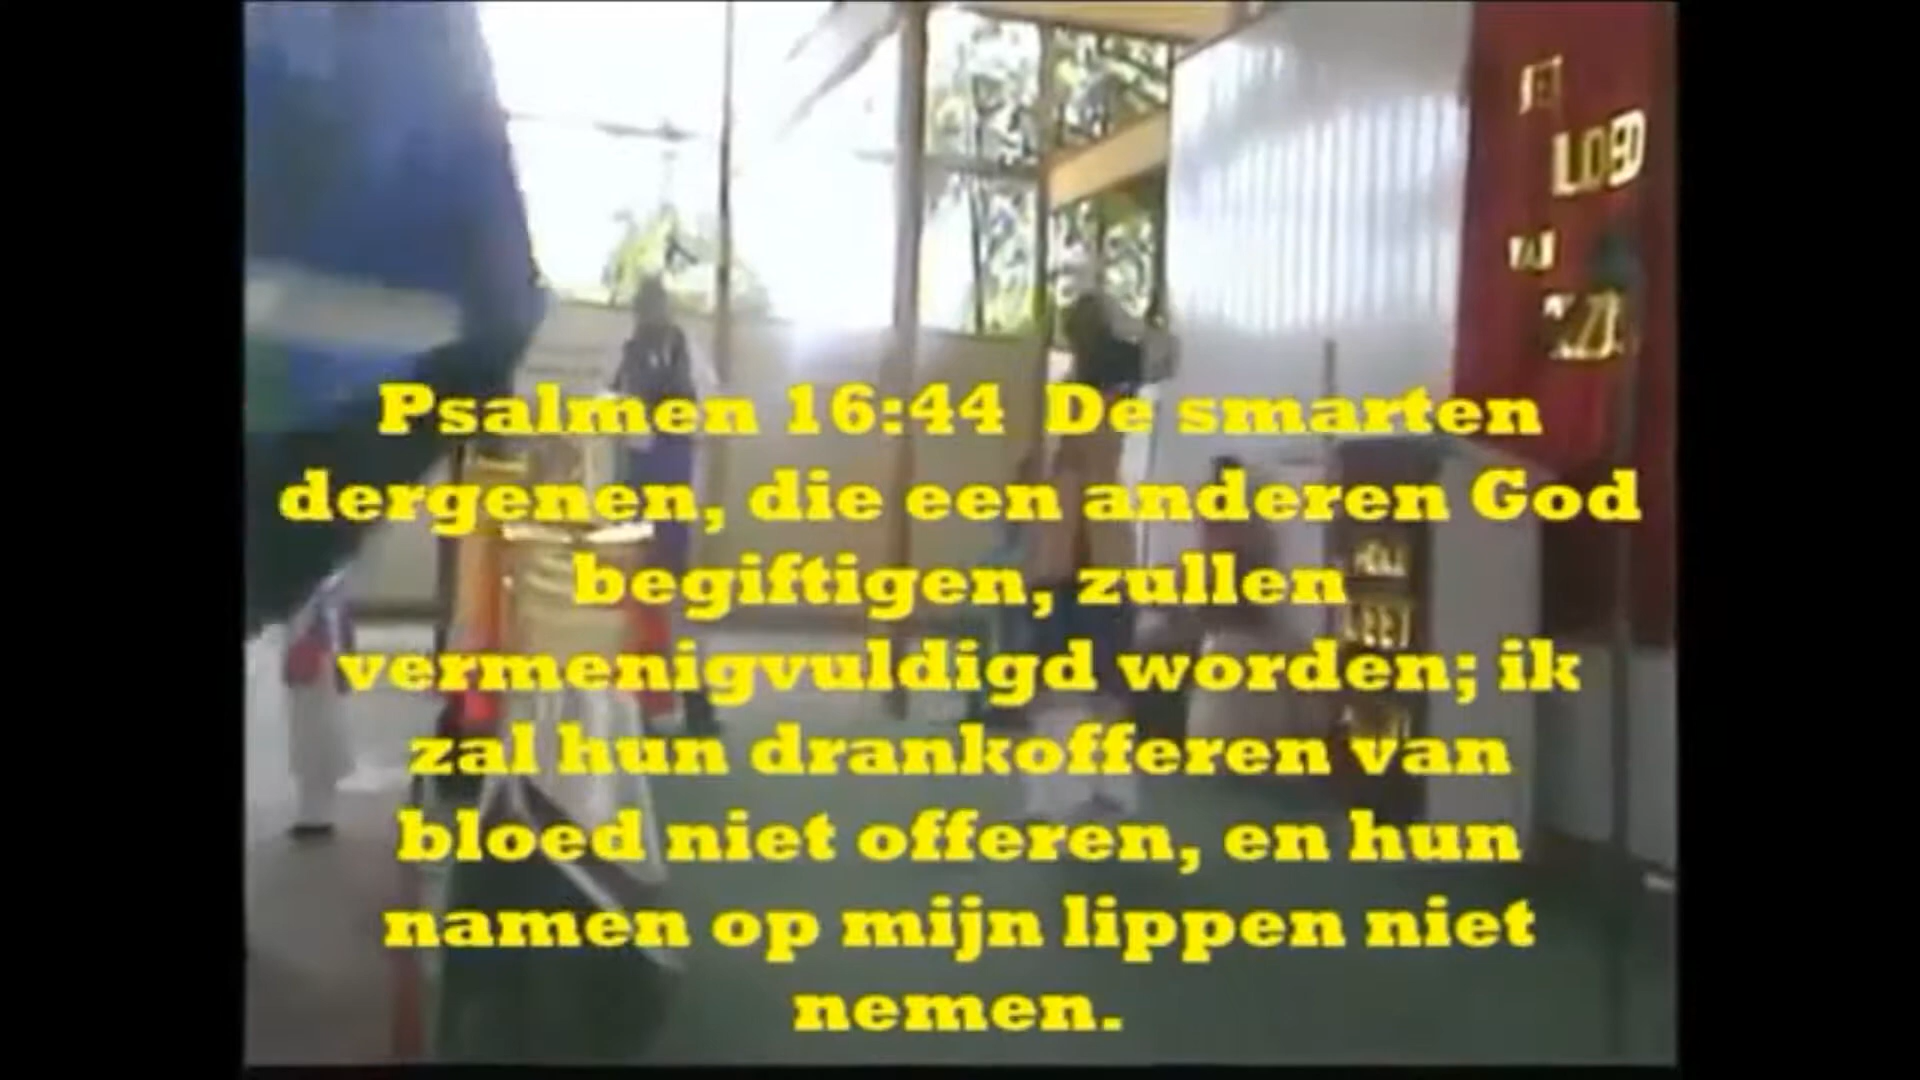 Psalmen 16:44 De smarten
dergenen, die een anderen God
begiftigen, zullen
vermenigvuldigd worden; ik
zal hun drankofferen van
bloed niet offeren, en hun
namen op mijn lippen niet
nemen.
VAN